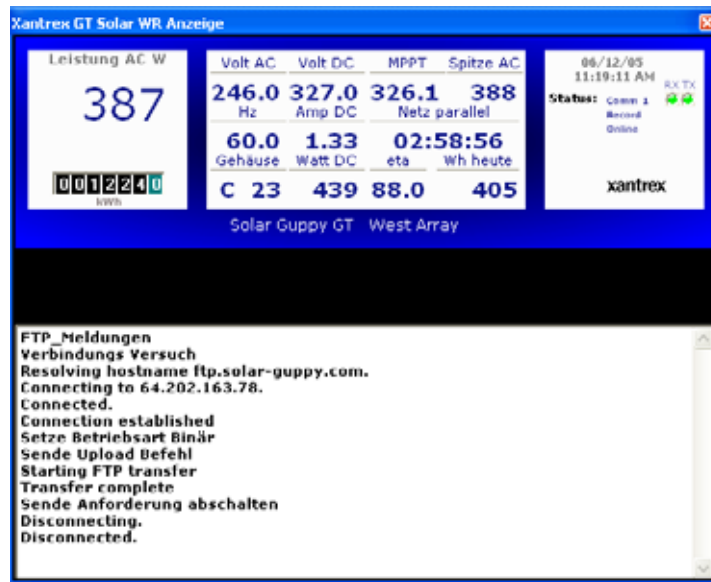 Xantrex GT Solar WR Anzeige
Leistung AC W
387
0012240
kWh
Volt AC Volt DC MPPT Spitze AC
246.0 327.0 326.1 388
Hz Amp DC Netz parallel
60.0 1.33 02:58:56
Gehäuse Watt DC eta Wh heute
C 23 439 88.0 405
06/12/05
11:19:11 AM
RX TX
Status: Comm 1
Record
Online
xantrex
Solar Guppy GT West Array
FTP_Meldungen
Verbindungs Versuch
Resolving hostname ftp.solar-guppy.com.
Connecting to 64.202.163.78.
Connected.
Connection established
Setze Betriebsart Binär
Sende Upload Befehl
Starting FTP transfer
Transfer complete
Sende Anforderung abschalten
Disconnecting.
Disconnected.